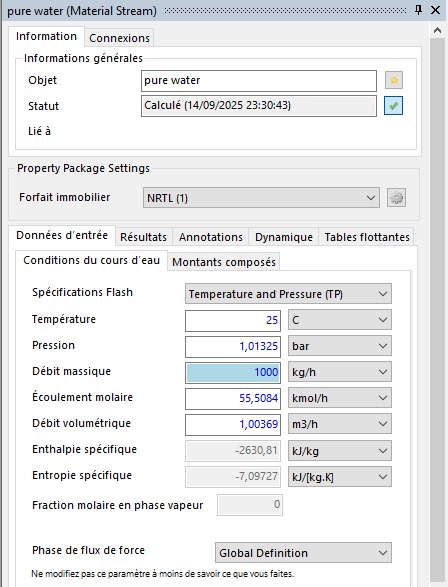 pure water (Material Stream)
Information Connexions
Informations générales
Objet pure water
Statut Calculé (14/09/2025 23:30:43)
Lié à
Property Package Settings
Forfait immobilier NRTL (1)
Données d'entrée Résultats Annotations Dynamique Tables flottantes
Conditions du cours d'eau Montants composés
Spécifications Flash Temperature and Pressure (TP)
Température 25 C
Pression 1,01325 bar
Débit massique 1000 kg/h
Écoulement molaire 55,5084 kmol/h
Débit volumétrique 1,00369 m3/h
Enthalpie spécifique -2630,81 kJ/kg
Entropie spécifique -7,09727 kJ/[kg.K]
Fraction molaire en phase vapeur 0
Phase de flux de force Global Definition
Ne modifiez pas ce paramètre à moins de savoir ce que vous faites.